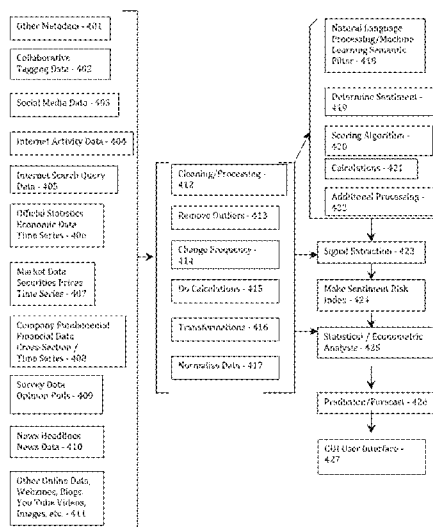 Other Metadata - 401
Collaborative
Tagging Data - 402
Social Media Data - 403
Internet Activity Data - 404
Internet Search Query
Data - 405
Official Statistics
Economic Data
Time Series - 406
Market Data
Securities Prices
Time Series - 407
Company Fundamental
Financial Data
Cross Section /
Time Series - 408
Survey Data
Opinion Polls - 409
News Headlines
News Data - 410
Other Online Data,
Webzines, Blogs,
You Tube Videos,
Images, etc. - 411
Cleaning/Processing -
412
Remove Outliers - 413
Change Frequency -
414
Do Calculations - 415
Transformations - 416
Normalise Data - 417
Natural Language
Processing/Machine
Learning Semantic
Filter - 418
Determine Sentiment -
419
Scoring Algorithm -
420
Calculations - 421
Additional Processing -
422
Signal Extraction - 423
Make Sentiment Risk
Index - 424
Statistical / Econometric
Analysis - 425
Prediction/Forecast - 426
GUI User Interface -
427